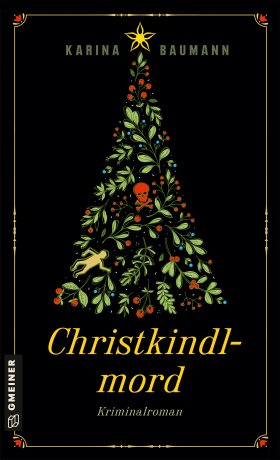 KARINA BAUMANN
Christkindl-
mord
Kriminalroman
GMEINER